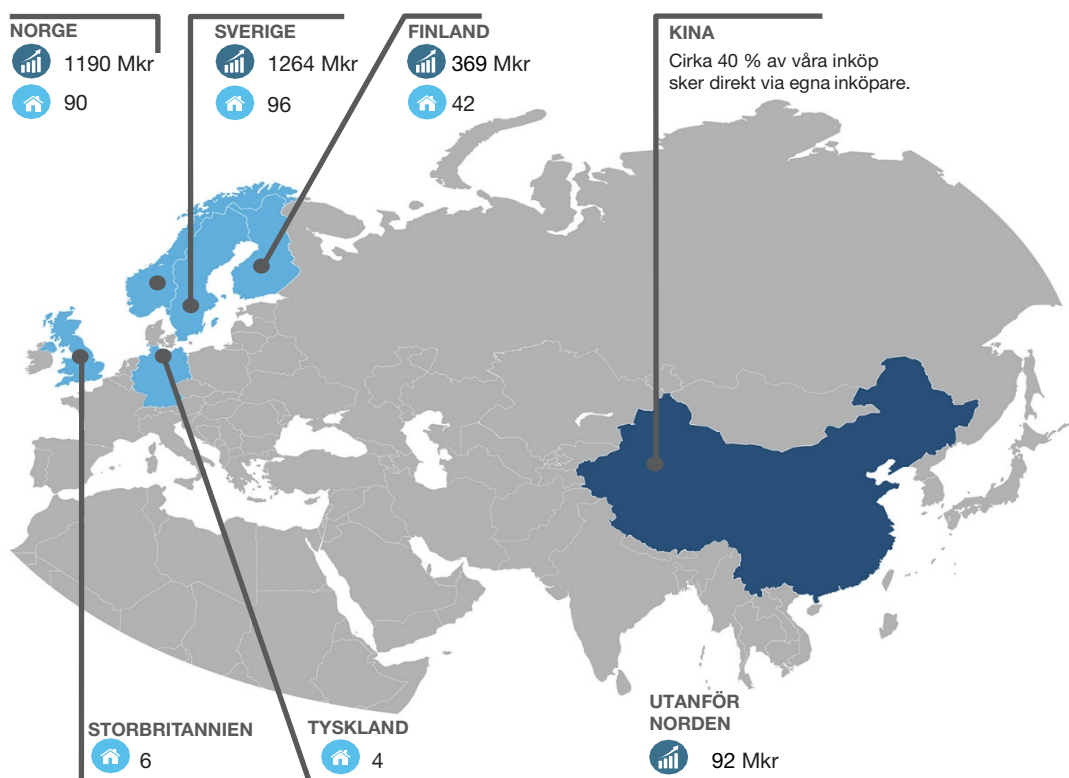 NORGE
1190 Mkr
90
SVERIGE
1264 Mkr
96
FINLAND
369 Mkr
42
KINA
Cirka 40 % av våra inköp
sker direkt via egna inköpare.
STORBRITANNIEN
6
TYSKLAND
4
UTANFÖR
NORDEN
92 Mkr